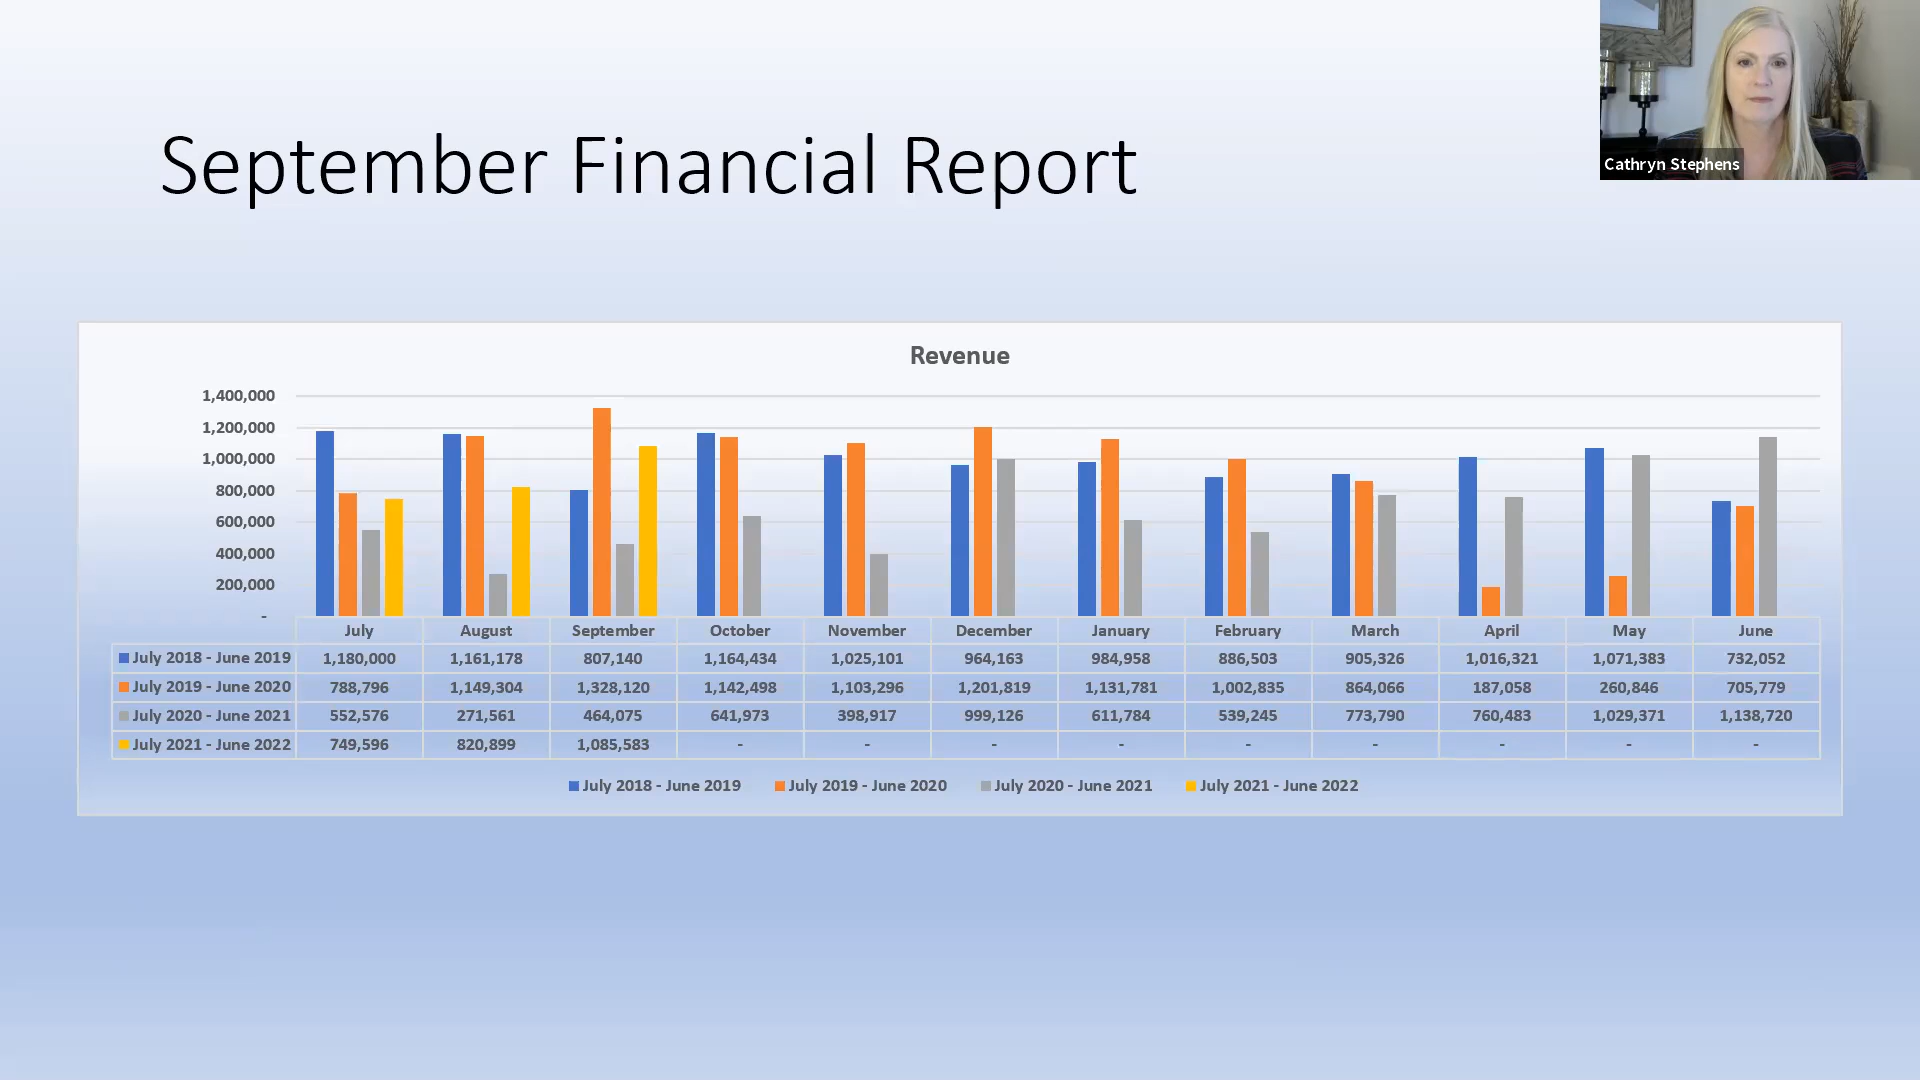 September Financial Report
Cathryn Stephens
Revenue
1,400,000
1,200,000
1,000,000
800,000
600,000
400,000
200,000
-
July August September October November December January February March April May June
July 2018 - June 2019 1,180,000 1,161,178 807,140 1,164,434 1,025,101 964,163 984,958 886,503 905,326 1,016,321 1,071,383 732,052
July 2019 - June 2020 788,796 1,149,304 1,328,120 1,142,498 1,103,296 1,201,819 1,131,781 1,002,835 864,066 187,058 260,846 705,779
July 2020 - June 2021 552,576 271,561 464,075 641,973 398,917 999,126 611,784 539,245 773,790 760,483 1,029,371 1,138,720
July 2021 - June 2022 749,596 820,899 1,085,583 - - - - - - - - -
July 2018 - June 2019 July 2019 - June 2020 July 2020 - June 2021 July 2021 - June 2022